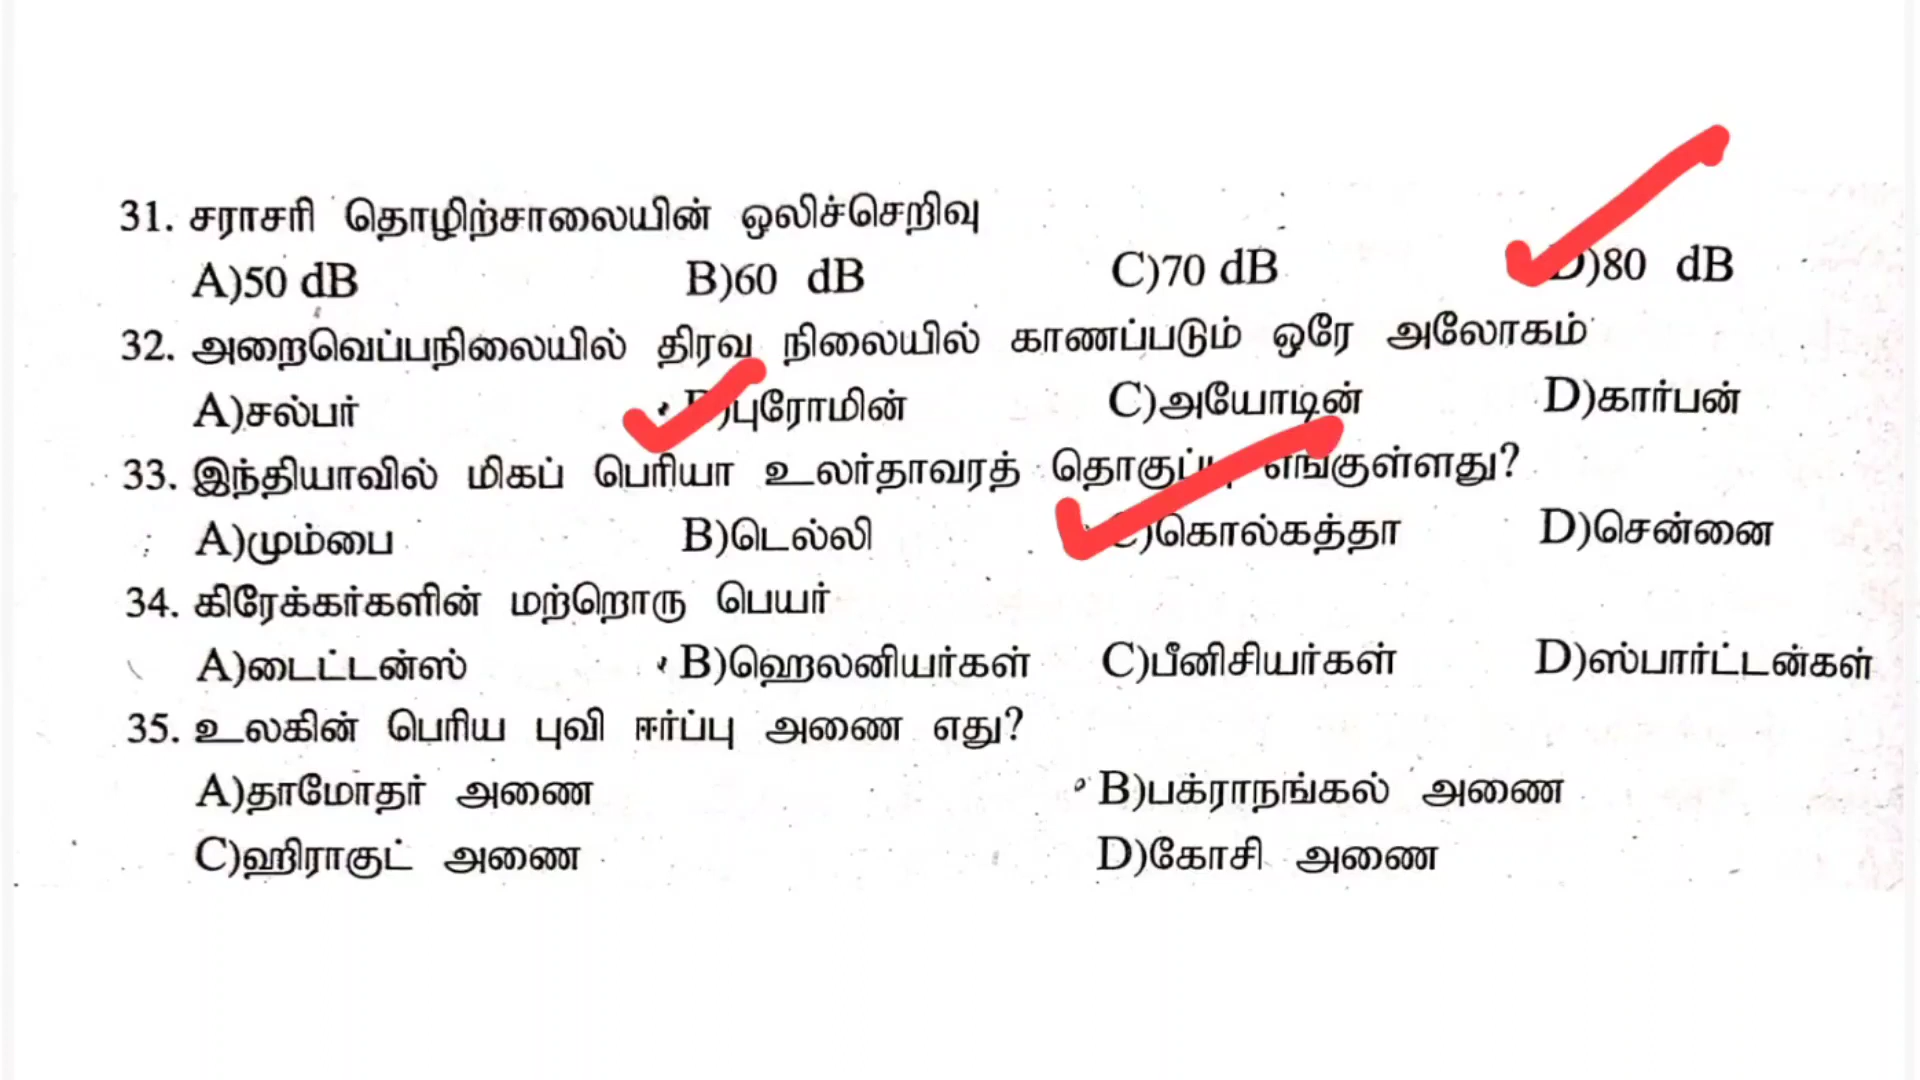 31. சராசரி தொழிற்சாலையின் ஒலிச்செறிவு
A)50 dB B)60 dB C)70 dB D)80 dB
32. அறைவெப்பநிலையில் திரவ நிலையில் காணப்படும் ஒரே அலோகம்
A)சல்பர் B)புரோமின் C)அயோடின் D)கார்பன்
33. இந்தியாவில் மிகப் பெரியா உலர்தாவரத் தொகுப்பு எங்குள்ளது?
A)மும்பை B)டெல்லி C)கொல்கத்தா D)சென்னை
34. கிரேக்கர்களின் மற்றொரு பெயர்
A)டைட்டன்ஸ் B)ஹெலனியர்கள் C)பீனிசியர்கள் D)ஸ்பார்ட்டன்கள்
35. உலகின் பெரிய புவி ஈர்ப்பு அணை எது?
A)தாமோதர் அணை B)பக்ராநங்கல் அணை
C)ஹிராகுட் அணை D)கோசி அணை